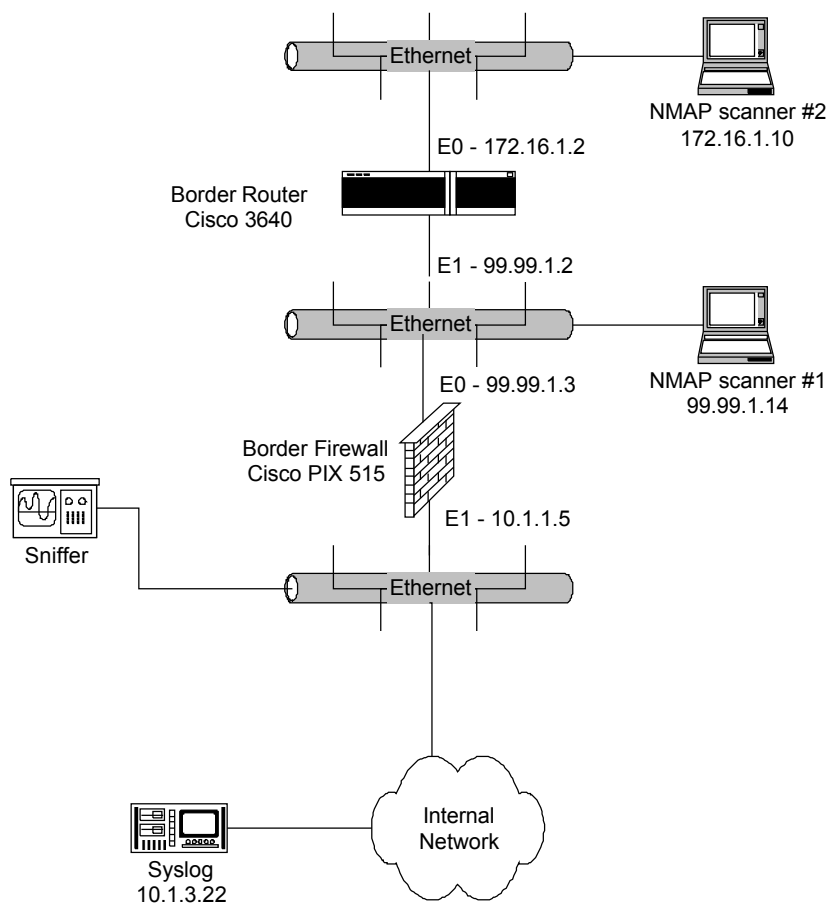 Ethernet
NMAP scanner #2
172.16.1.10
E0 - 172.16.1.2
Border Router
Cisco 3640
E1 - 99.99.1.2
Ethernet
NMAP scanner #1
99.99.1.14
E0 - 99.99.1.3
Border Firewall
Cisco PIX 515
E1 - 10.1.1.5
Sniffer
Ethernet
Internal
Network
Syslog
10.1.3.22